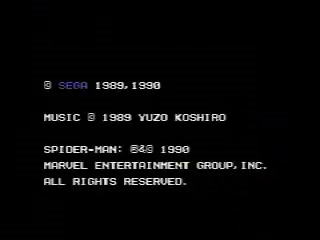 © SEGA 1989,1990
MUSIC © 1989 YUZO KOSHIRO
SPIDER-MAN: ®&© 1990
MARVEL ENTERTAINMENT GROUP,INC.
ALL RIGHTS RESERVED.